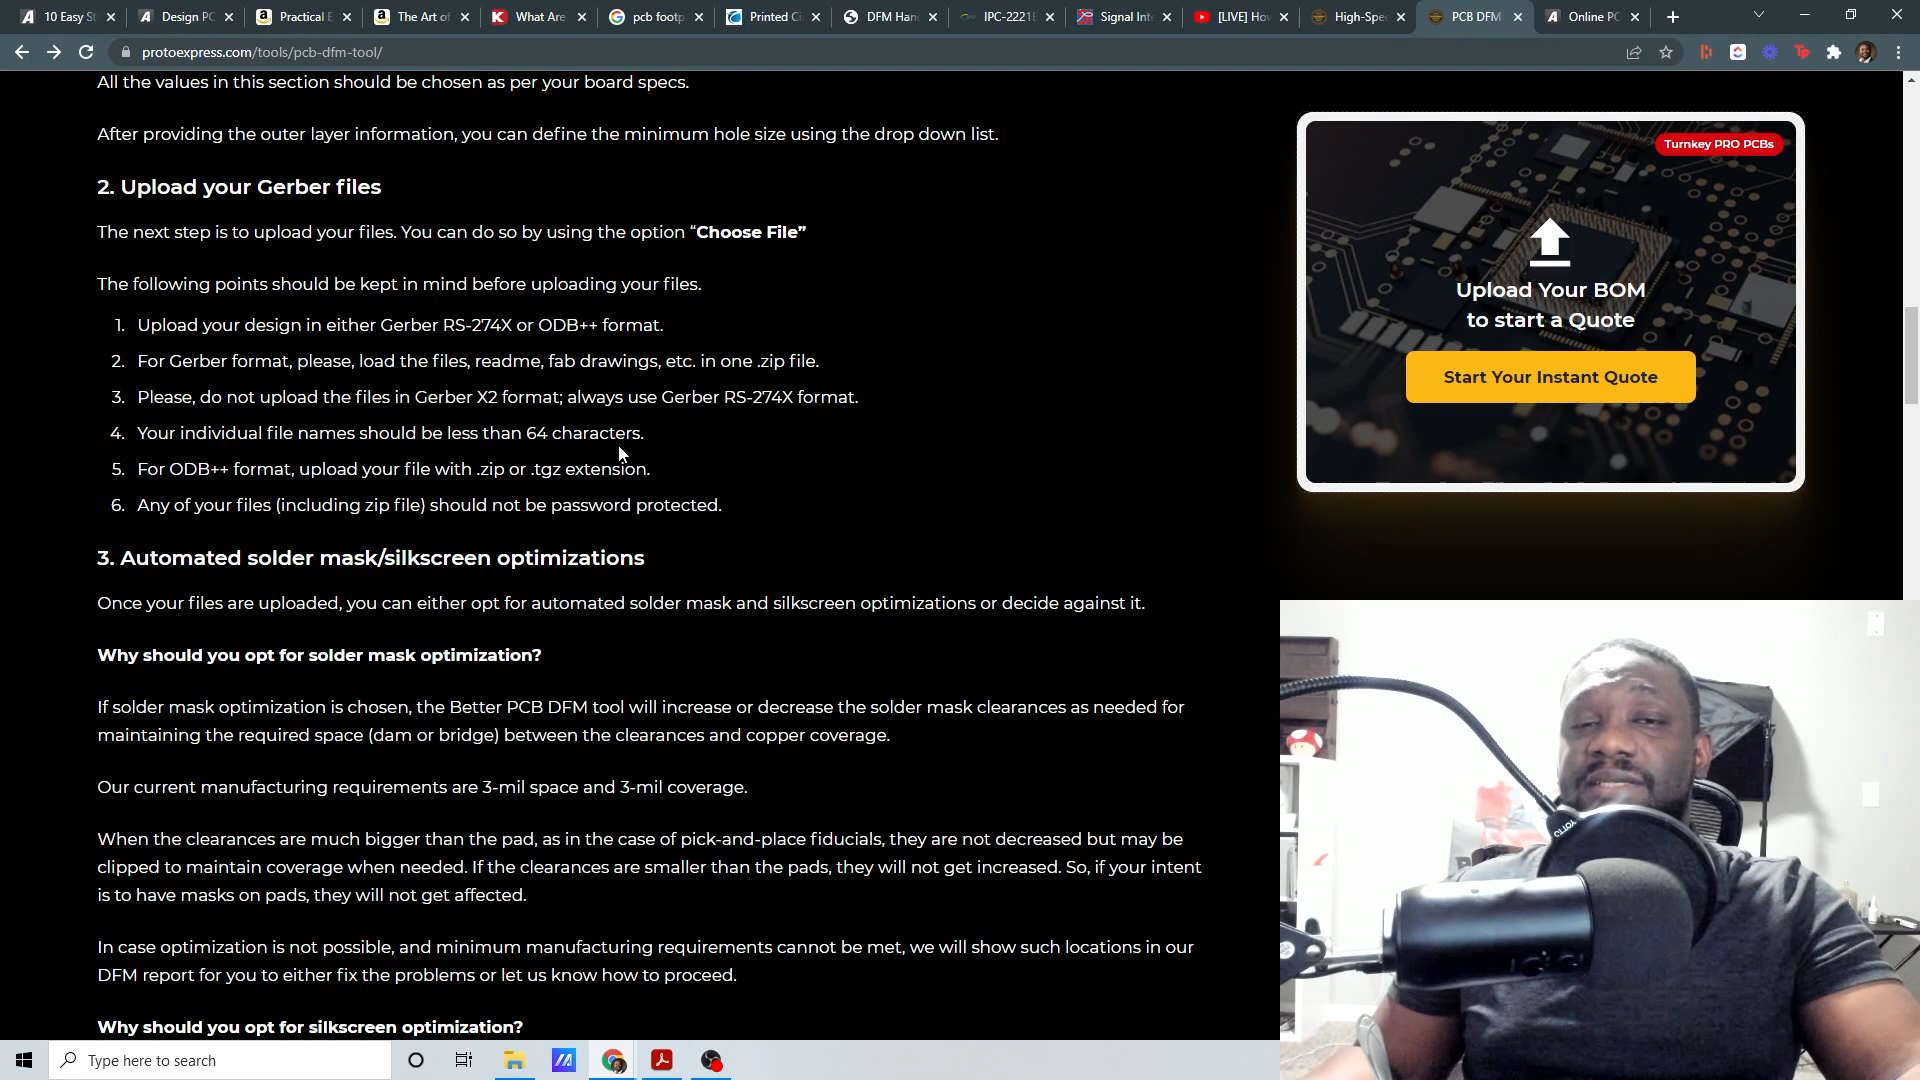 10 Easy St
Design PC
Practical E
The Art of
What Are
pcb footp
Printed Ci
DFM Han
IPC-2221B
Signal Inte
[LIVE] How
High-Spee
PCB DFM
Online PC
protoexpress.com/tools/pcb-dfm-tool/
All the values in this section should be chosen as per your board specs.
After providing the outer layer information, you can define the minimum hole size using the drop down list.
2. Upload your Gerber files
The next step is to upload your files. You can do so by using the option “Choose File”
The following points should be kept in mind before uploading your files.
1. Upload your design in either Gerber RS-274X or ODB++ format.
2. For Gerber format, please, load the files, readme, fab drawings, etc. in one .zip file.
3. Please, do not upload the files in Gerber X2 format; always use Gerber RS-274X format.
4. Your individual file names should be less than 64 characters.
5. For ODB++ format, upload your file with .zip or .tgz extension.
6. Any of your files (including zip file) should not be password protected.
3. Automated solder mask/silkscreen optimizations
Once your files are uploaded, you can either opt for automated solder mask and silkscreen optimizations or decide against it.
Why should you opt for solder mask optimization?
If solder mask optimization is chosen, the Better PCB DFM tool will increase or decrease the solder mask clearances as needed for
maintaining the required space (dam or bridge) between the clearances and copper coverage.
Our current manufacturing requirements are 3-mil space and 3-mil coverage.
When the clearances are much bigger than the pad, as in the case of pick-and-place fiducials, they are not decreased but may be
clipped to maintain coverage when needed. If the clearances are smaller than the pads, they will not get increased. So, if your intent
is to have masks on pads, they will not get affected.
In case optimization is not possible, and minimum manufacturing requirements cannot be met, we will show such locations in our
DFM report for you to either fix the problems or let us know how to proceed.
Why should you opt for silkscreen optimization?
Turnkey PRO PCBs
Upload Your BOM
to start a Quote
Start Your Instant Quote
Type here to search